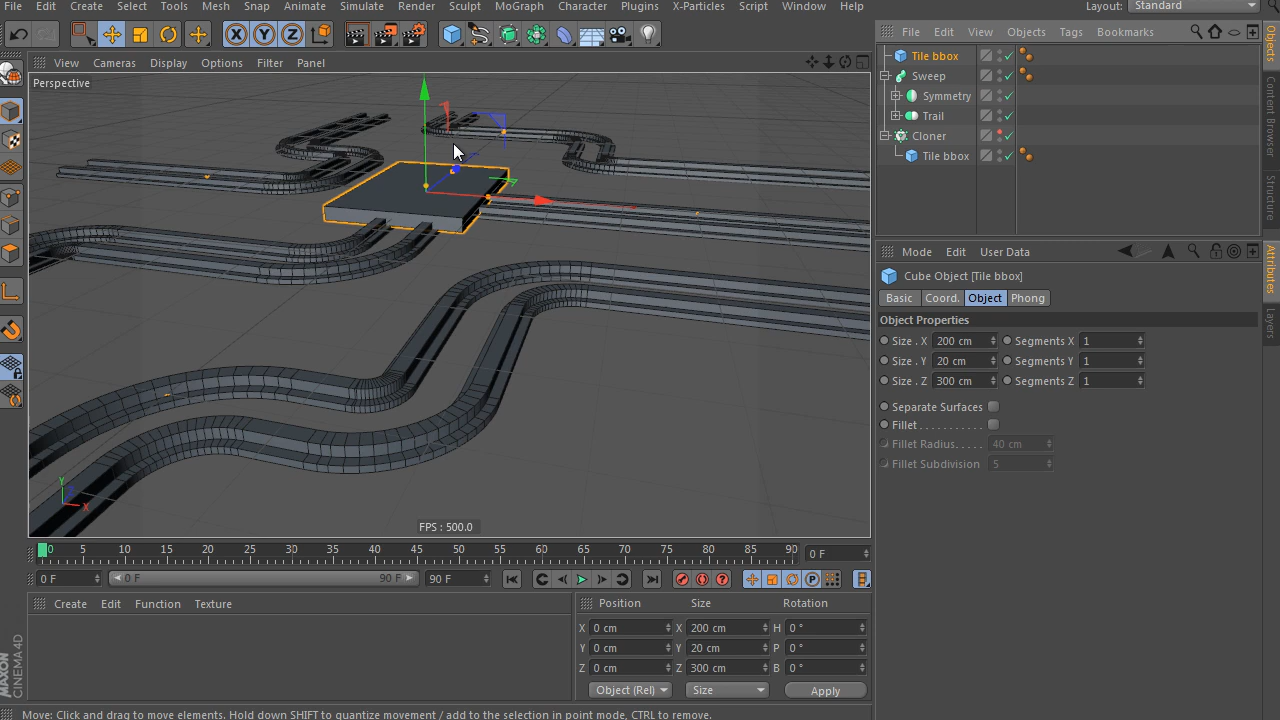 File Edit Create Select Tools Mesh Snap Animate Simulate Render Sculpt MoGraph Character Plugins X-Particles Script Window Help Layout: Standard
X Y Z
View Cameras Display Options Filter Panel
Perspective
FPS : 500.0
Y
X
0 5 10 15 20 25 30 35 40 45 50 55 60 65 70 75 80 85 90 0 F
0 F 0 F 90 F 90 F
P
Create Edit Function Texture
Position Size Rotation
X 0 cm X 200 cm H 0 °
Y 0 cm Y 20 cm P 0 °
Z 0 cm Z 300 cm B 0 °
Object (Rel) Size Apply
MAXON
CINEMA 4D
Move: Click and drag to move elements. Hold down SHIFT to quantize movement / add to the selection in point mode, CTRL to remove.
File Edit View Objects Tags Bookmarks
Tile bbox
Sweep
Symmetry
Trail
Cloner
Tile bbox
Mode Edit User Data
Cube Object [Tile bbox]
Basic Coord. Object Phong
Object Properties
Size . X 200 cm Segments X 1
Size . Y 20 cm Segments Y 1
Size . Z 300 cm Segments Z 1
Separate Surfaces
Fillet . . . . . . . . . . .
Fillet Radius. . . . . 40 cm
Fillet Subdivision 5
Objects
Content Browser
Structure
Attributes
Layers